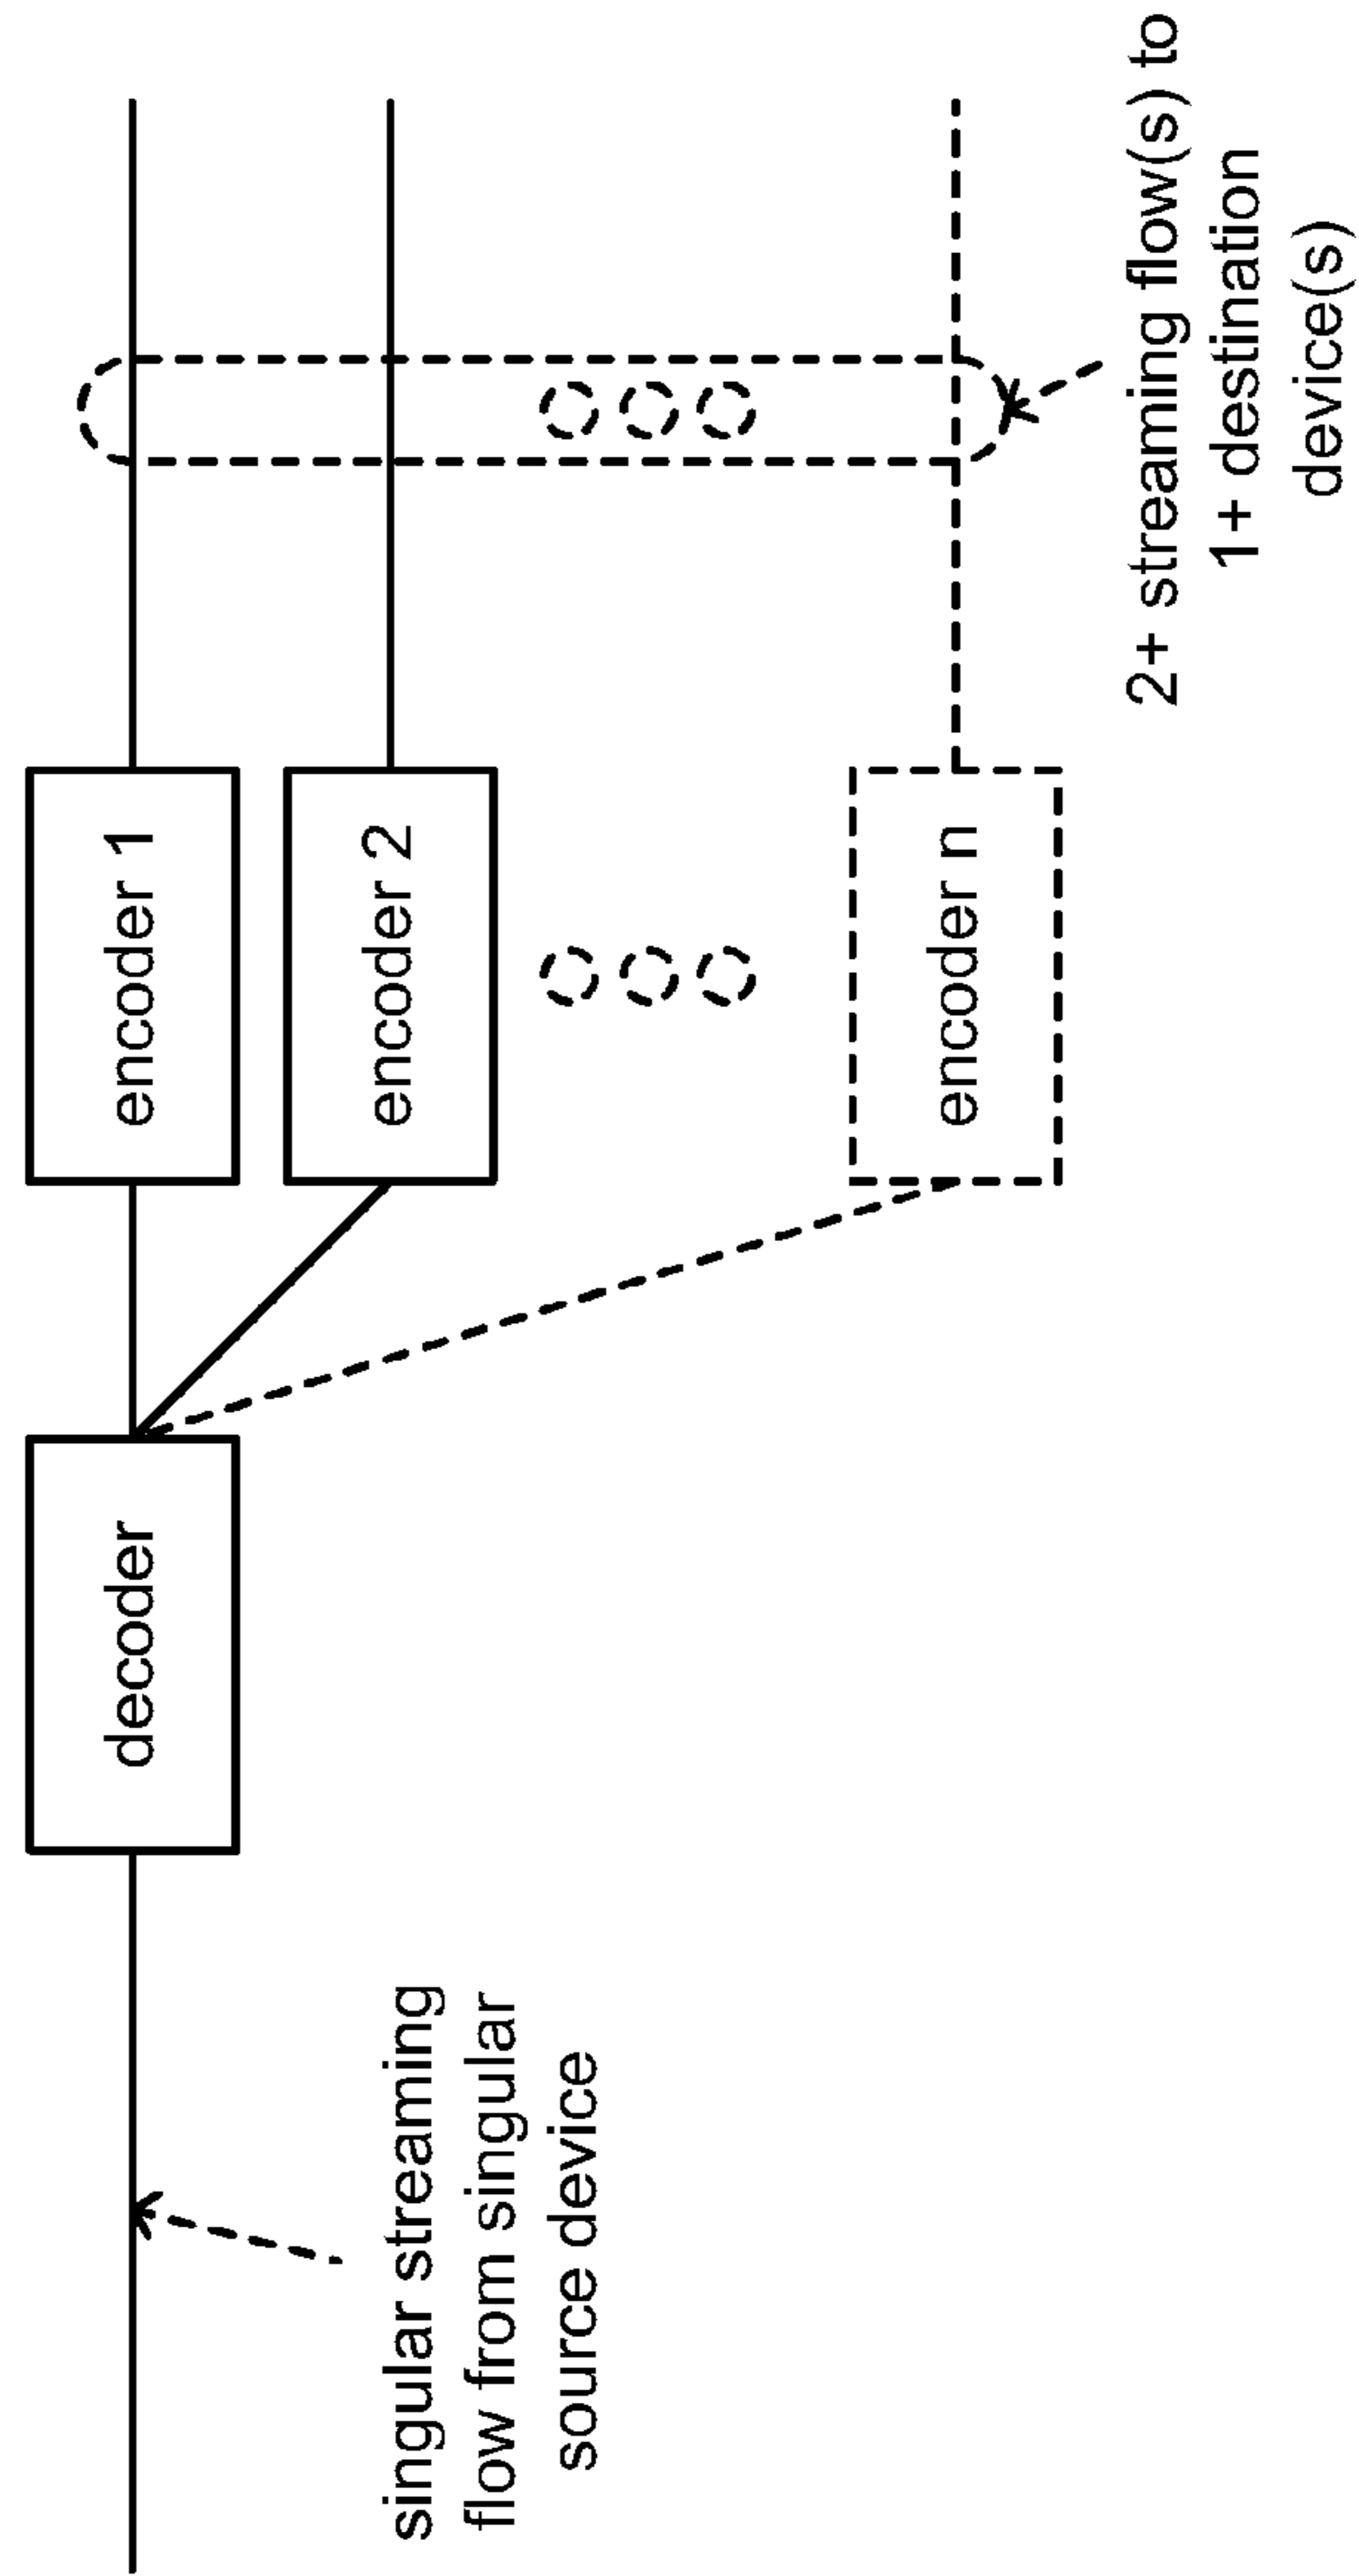 singular streaming
flow from singular
source device
decoder
encoder 1
encoder 2
encoder n
2+ streaming flow(s) to
1+ destination
device(s)